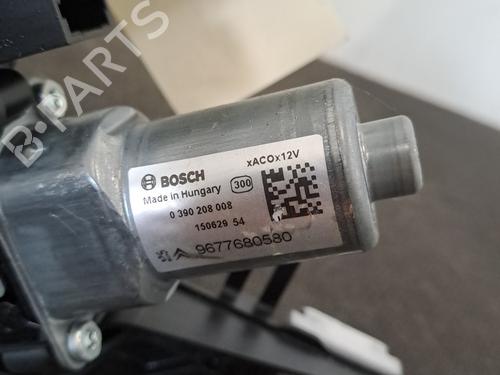 B-PARTS
BOSCH
xACOx12V
Made in Hungary
300
0 390 208 008
150629 54
9677680580